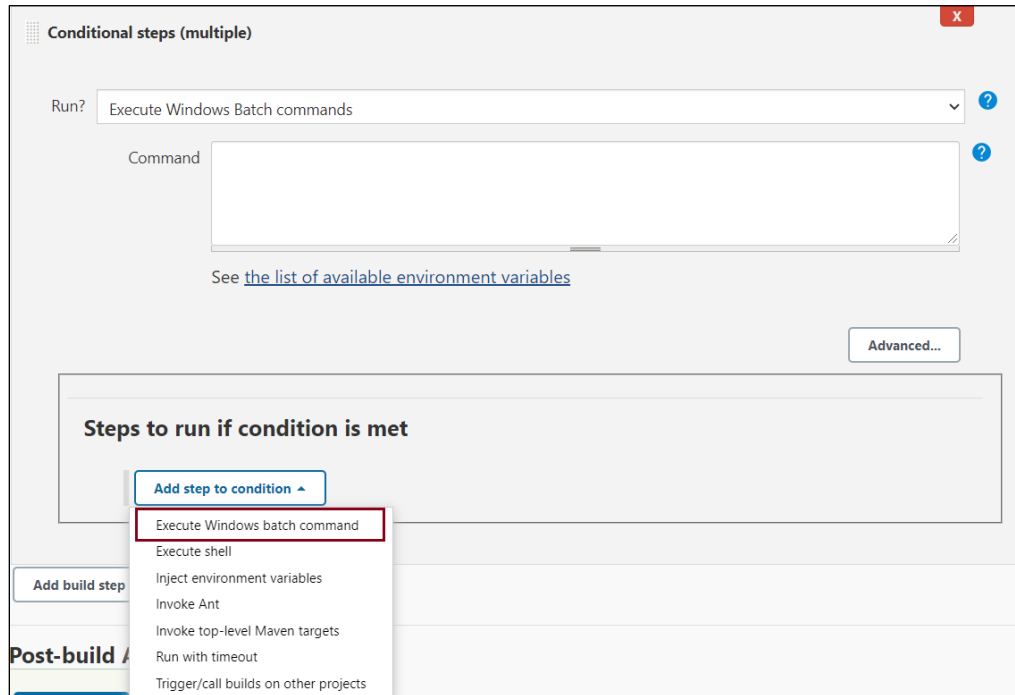 Conditional steps (multiple)
X
Run?
Execute Windows Batch commands
?
Command
?
See the list of available environment variables
Advanced...
Steps to run if condition is met
Add step to condition
Execute Windows batch command
Execute shell
Inject environment variables
Add build step
Invoke Ant
Invoke top-level Maven targets
Post-build
Run with timeout
Trigger/call builds on other projects